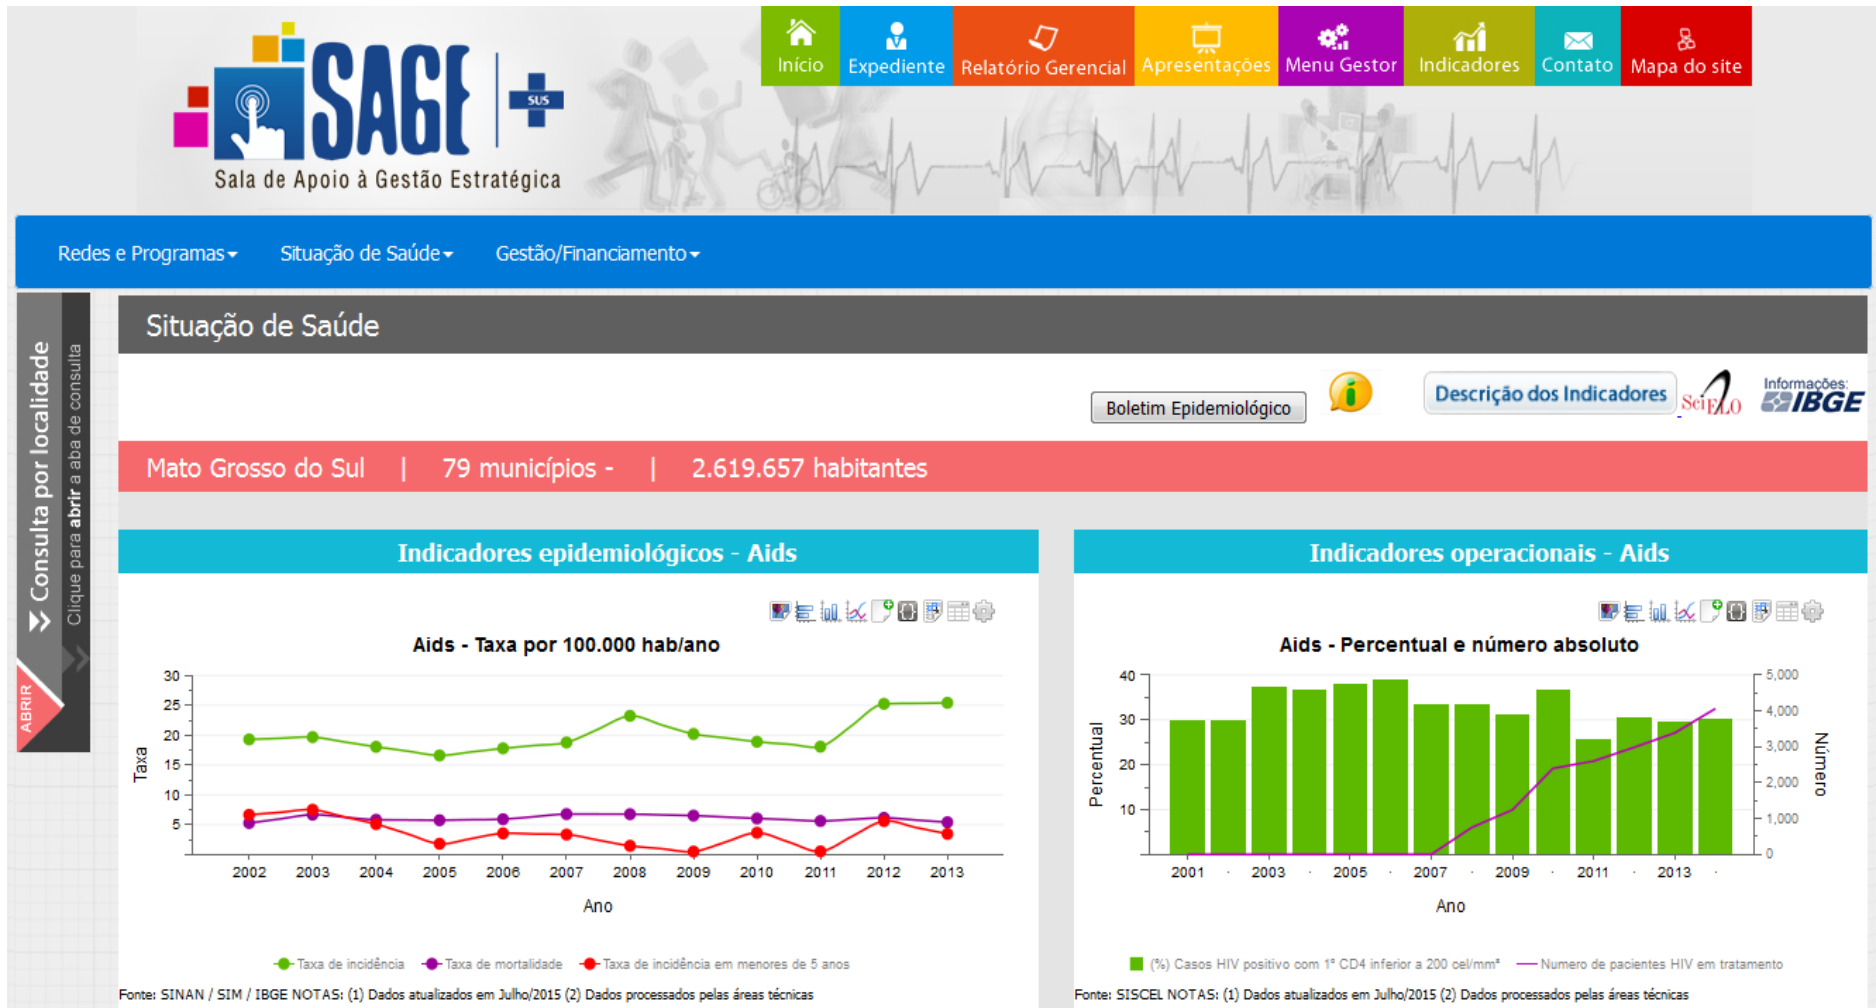 Início
Expediente
Relatório Gerencial
Apresentações
Menu Gestor
Indicadores
Contato
Mapa do site
SAGE
SUS
Sala de Apoio à Gestão Estratégica
Redes e Programas
Situação de Saúde
Gestão/Financiamento
Consulta por localidade
Clique para abrir a aba de consulta
ABRIR
Situação de Saúde
Boletim Epidemiológico
i
Descrição dos Indicadores
SciELO
Informações:
IBGE
Mato Grosso do Sul | 79 municípios - | 2.619.657 habitantes
Indicadores epidemiológicos - Aids
Aids - Taxa por 100.000 hab/ano
Taxa
30
25
20
15
10
5
2002 2003 2004 2005 2006 2007 2008 2009 2010 2011 2012 2013
Ano
Taxa de incidência Taxa de mortalidade Taxa de incidência em menores de 5 anos
Fonte: SINAN / SIM / IBGE NOTAS: (1) Dados atualizados em Julho/2015 (2) Dados processados pelas áreas técnicas
Indicadores operacionais - Aids
Aids - Percentual e número absoluto
Percentual
40
30
20
10
5,000
4,000
3,000
2,000
1,000
0
Número
2001 . 2003 . 2005 . 2007 . 2009 . 2011 . 2013 .
Ano
(%) Casos HIV positivo com 1º CD4 inferior a 200 cel/mm³ Numero de pacientes HIV em tratamento
Fonte: SISCEL NOTAS: (1) Dados atualizados em Julho/2015 (2) Dados processados pelas áreas técnicas